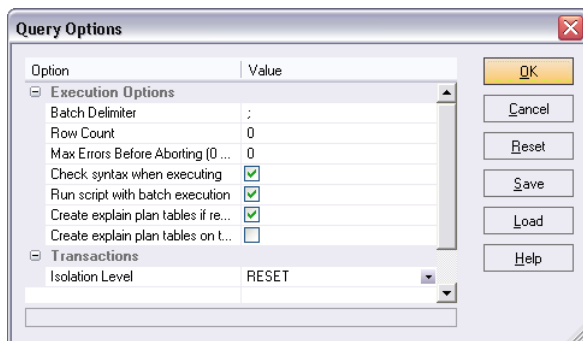 Query Options
Option Value
Execution Options
Batch Delimiter ;
Row Count 0
Max Errors Before Aborting (0 ... 0
Check syntax when executing
Run script with batch execution
Create explain plan tables if re...
Create explain plan tables on t...
Transactions
Isolation Level RESET
OK
Cancel
Reset
Save
Load
Help